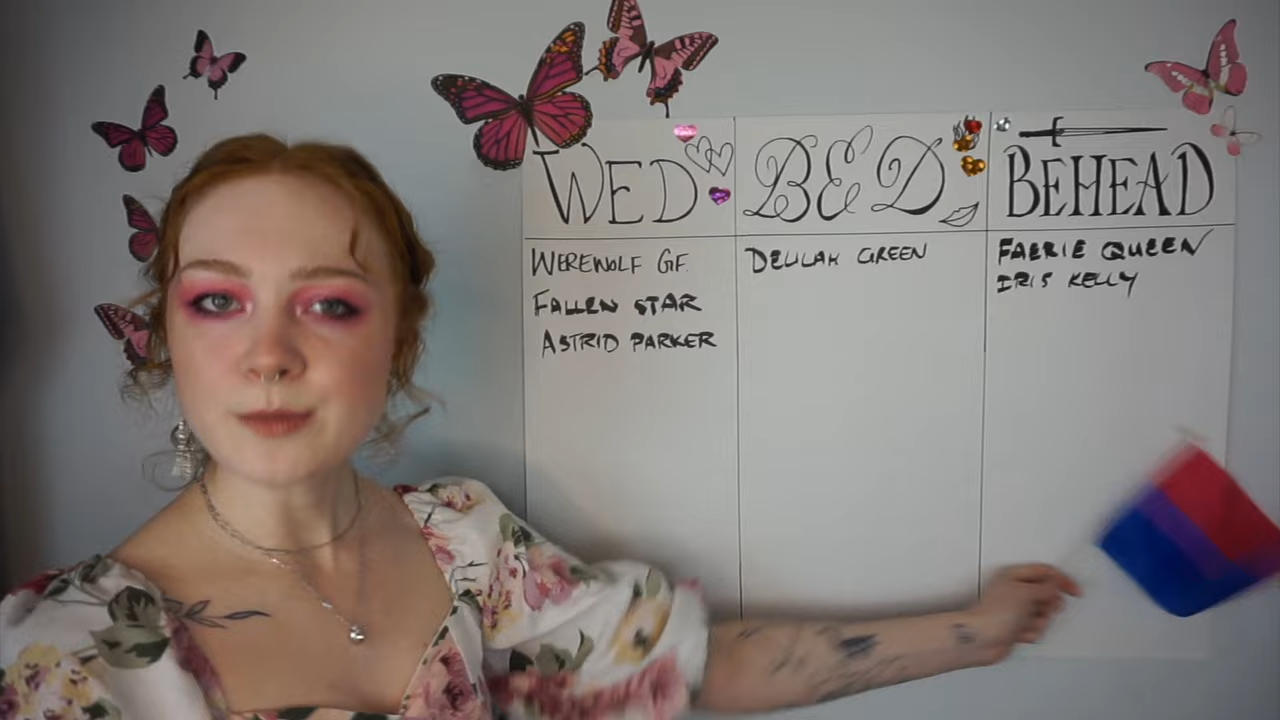 WED
BED
BEHEAD
WEREWOLF GF.
FALLEN STAR
ASTRID PARKER
DELILAH GREEN
FAERIE QUEEN
IRIS KELLY